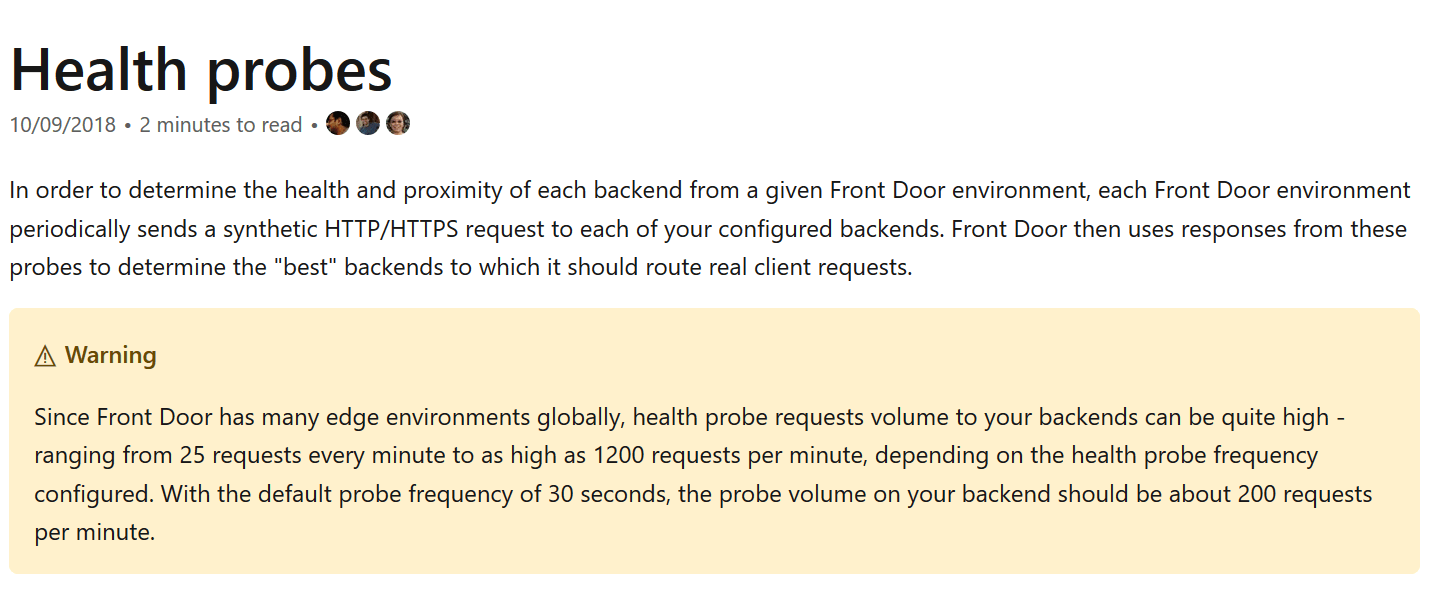 Health probes
10/09/2018 • 2 minutes to read •
In order to determine the health and proximity of each backend from a given Front Door environment, each Front Door environment
periodically sends a synthetic HTTP/HTTPS request to each of your configured backends. Front Door then uses responses from these
probes to determine the "best" backends to which it should route real client requests.
⚠ Warning
Since Front Door has many edge environments globally, health probe requests volume to your backends can be quite high -
ranging from 25 requests every minute to as high as 1200 requests per minute, depending on the health probe frequency
configured. With the default probe frequency of 30 seconds, the probe volume on your backend should be about 200 requests
per minute.